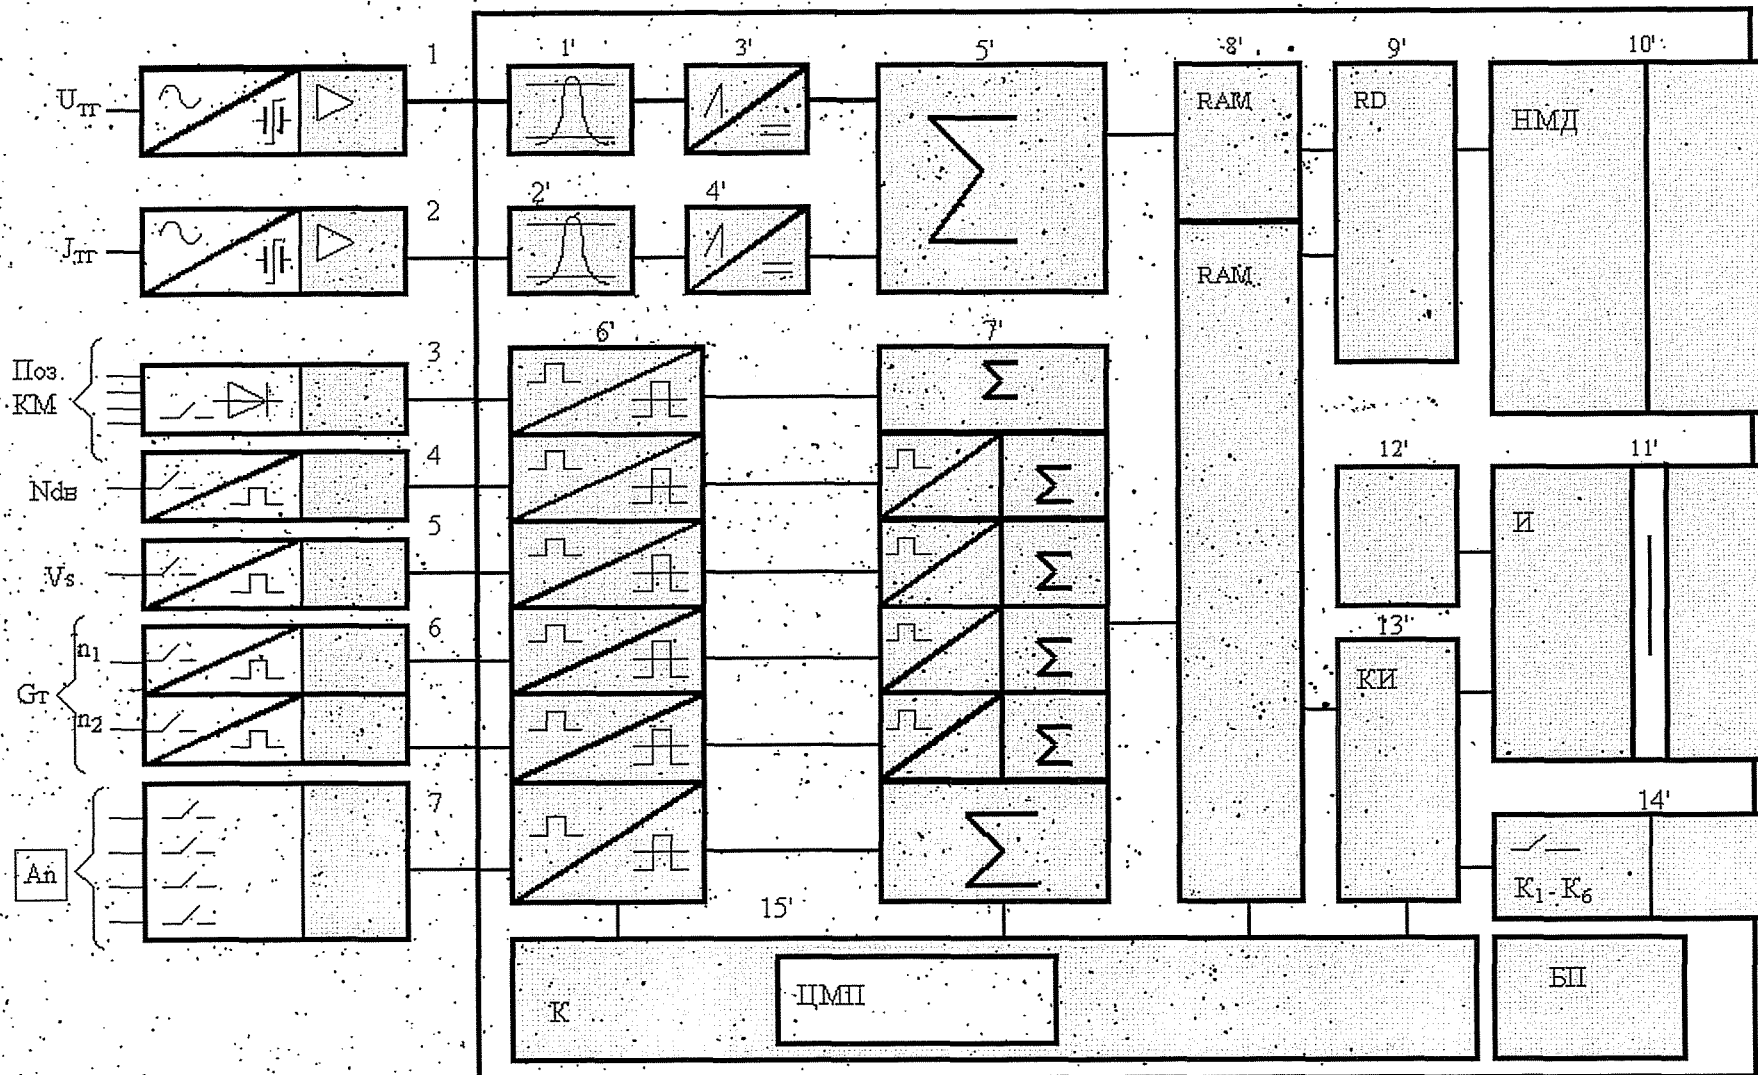 1
1'
3'
5'
8'
9'
10'
Uтг
RAM
RD
НМД
2
2'
4'
Jтг
RAM
3
6'
7'
Поз.
КМ
4
12'
11'
Nдв
И
5
Vs
6
13'
n1
КИ
Gт
n2
7
14'
Ап
K1 - K6
15'
К
ЦМП
БП